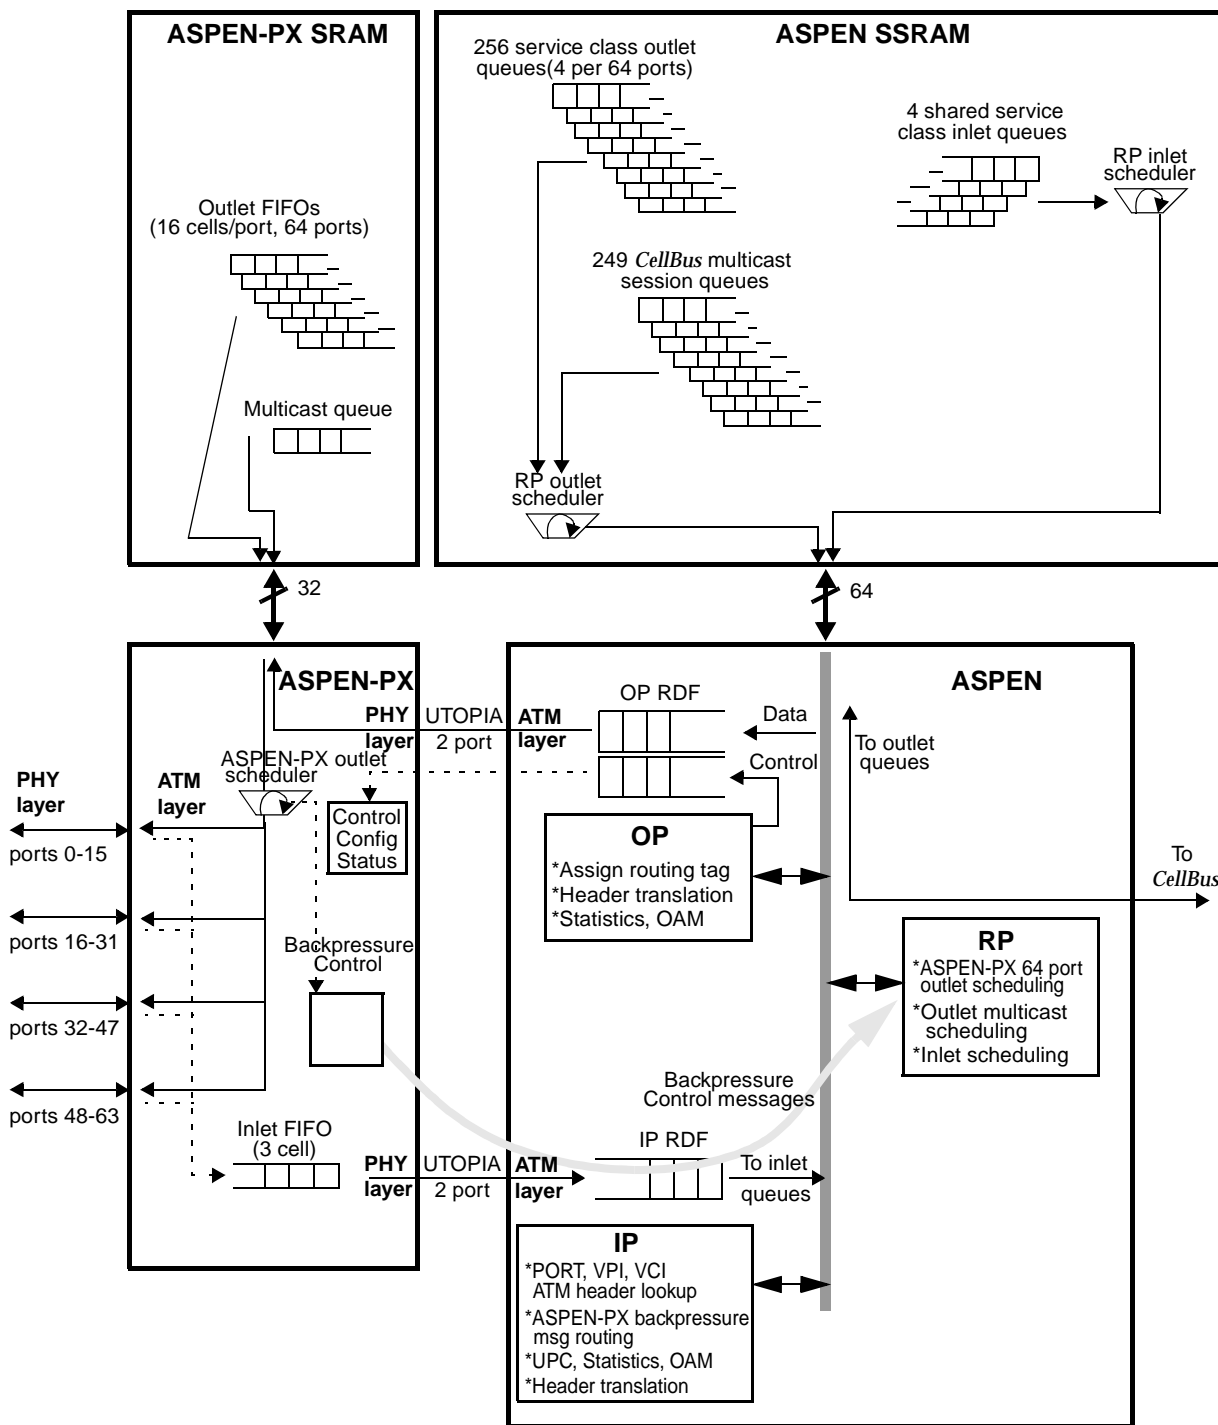 ASPEN-PX SRAM
Outlet FIFOs
(16 cells/port, 64 ports)
Multicast queue
ASPEN SSRAM
256 service class outlet
queues(4 per 64 ports)
4 shared service
class inlet queues
RP inlet
scheduler
249 CellBus multicast
session queues
RP outlet
scheduler
32
64
ASPEN-PX
PHY
layer
UTOPIA
2 port
ATM
layer
ASPEN-PX outlet
scheduler
PHY
layer
ATM
layer
ports 0-15
ports 16-31
ports 32-47
ports 48-63
Control
Config
Status
Backpressure
Control
Inlet FIFO
(3 cell)
PHY
layer
UTOPIA
2 port
ATM
layer
ASPEN
OP RDF
Data
Control
To outlet
queues
OP
*Assign routing tag
*Header translation
*Statistics, OAM
To
CellBus
RP
*ASPEN-PX 64 port
outlet scheduling
*Outlet multicast
scheduling
*Inlet scheduling
Backpressure
Control messages
IP RDF
To inlet
queues
IP
*PORT, VPI, VCI
ATM header lookup
*ASPEN-PX backpressure
msg routing
*UPC, Statistics, OAM
*Header translation